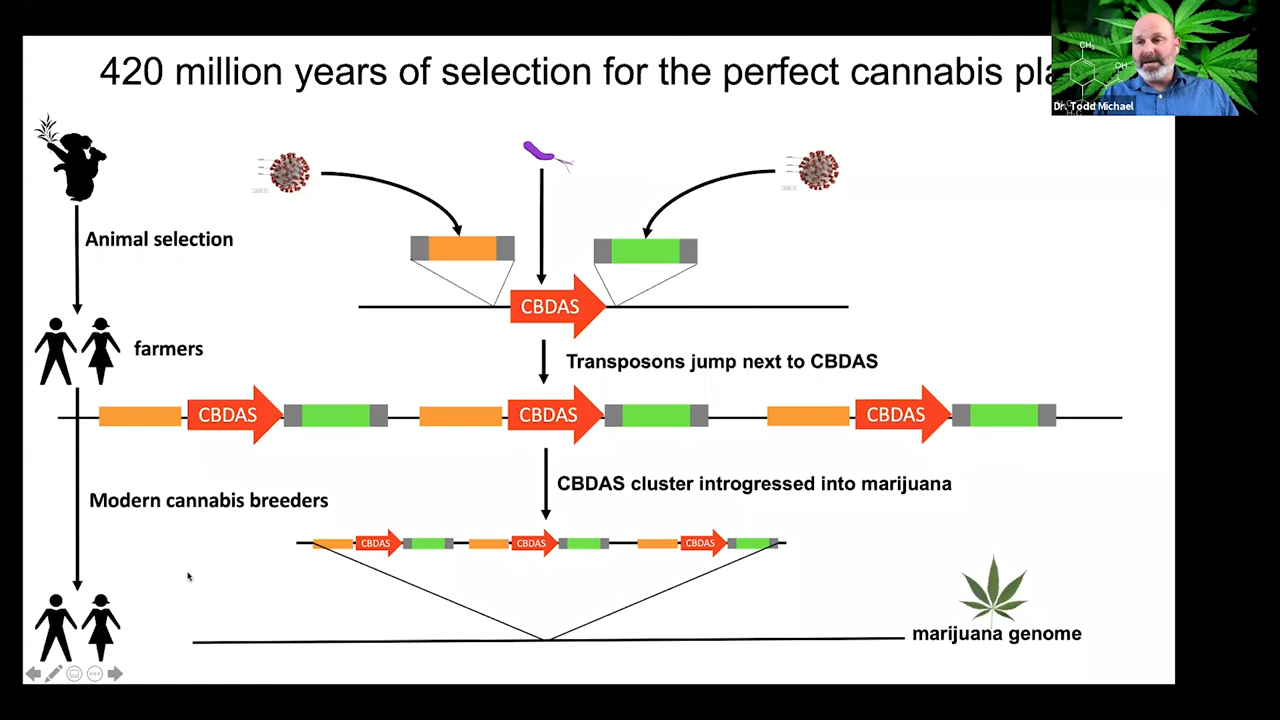 420 million years of selection for the perfect cannabis pla
CH₃
OH
Dr. Todd Michael
Animal selection
CBDAS
farmers
Transposons jump next to CBDAS
CBDAS
CBDAS
CBDAS
CBDAS cluster introgressed into marijuana
Modern cannabis breeders
CBDAS
CBDAS
CBDAS
marijuana genome